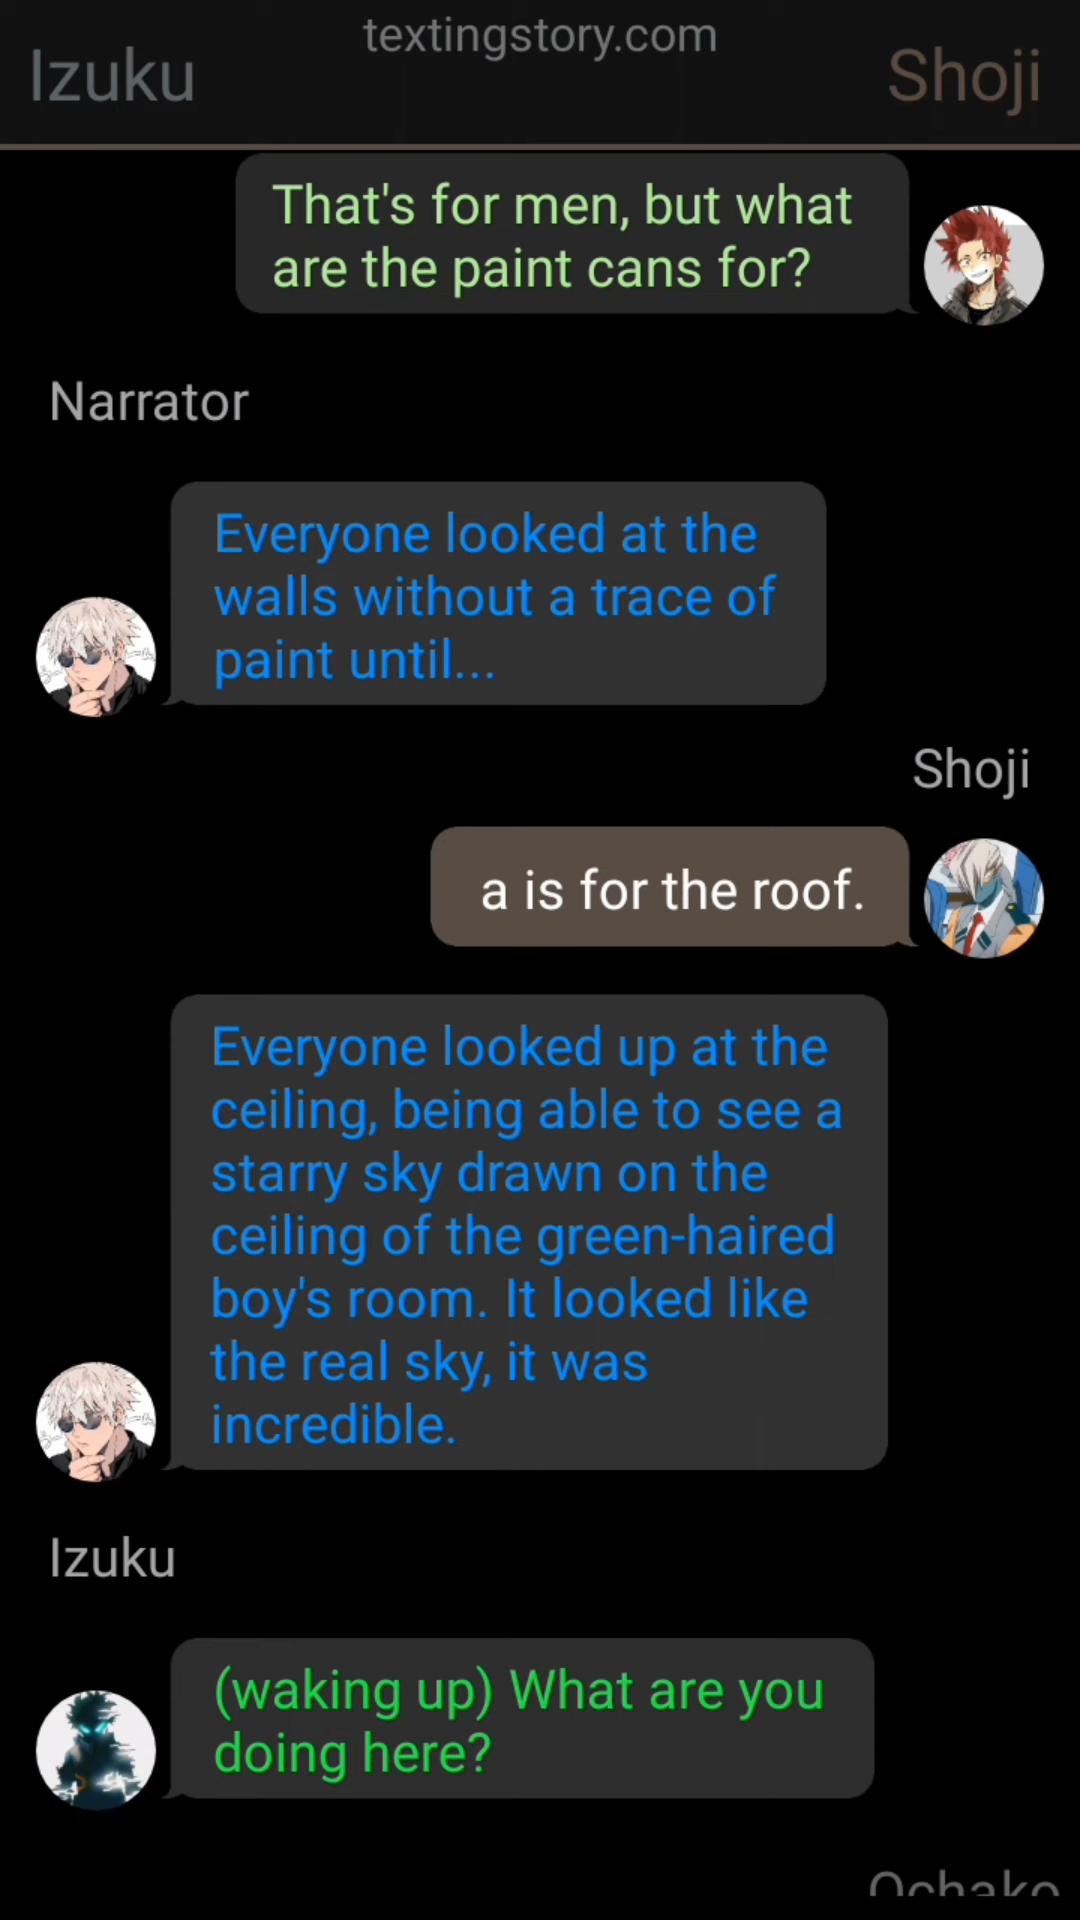 textingstory.com
Izuku
Shoji
That's for men, but what
are the paint cans for?
Narrator
Everyone looked at the
walls without a trace of
paint until...
Shoji
a is for the roof.
Everyone looked up at the
ceiling, being able to see a
starry sky drawn on the
ceiling of the green-haired
boy's room. It looked like
the real sky, it was
incredible.
Izuku
(waking up) What are you
doing here?
Ochako